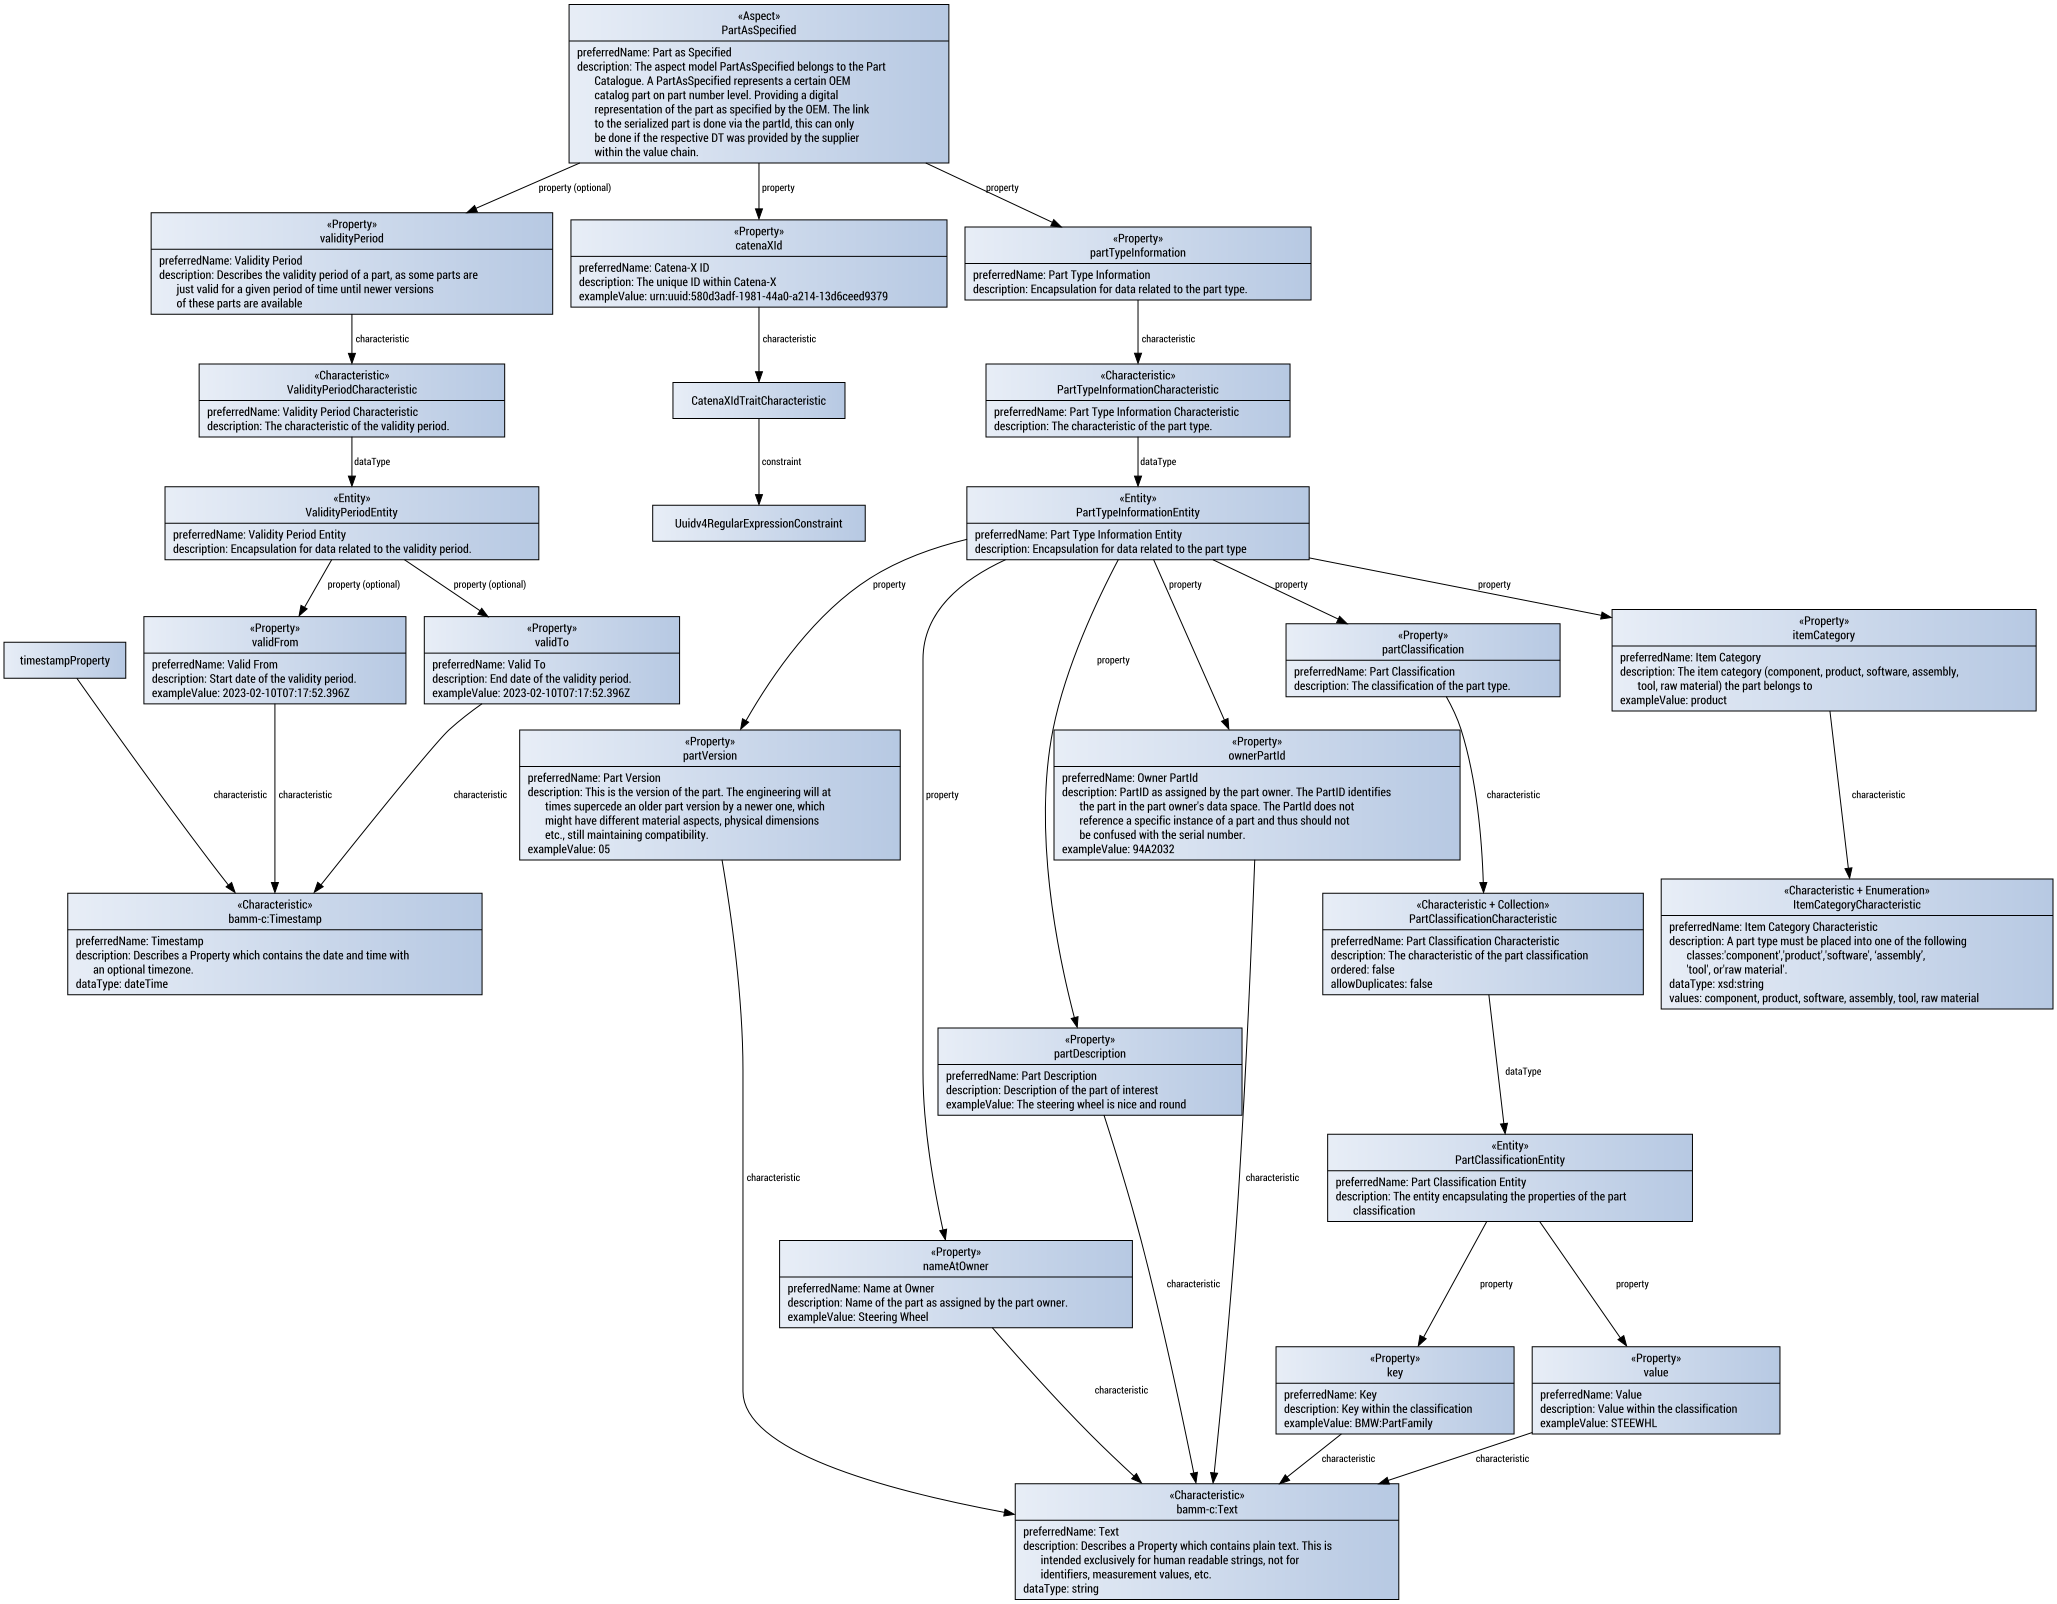 «Aspect»
PartAsSpecified
preferredName: Part as Specified
description: The aspect model PartAsSpecified belongs to the Part
Catalogue. A PartAsSpecified represents a certain OEM
catalog part on part number level. Providing a digital
representation of the part as specified by the OEM. The link
to the serialized part is done via the partId, this can only
be done if the respective DT was provided by the supplier
within the value chain.
property (optional)
property
property
«Property»
validityPeriod
preferredName: Validity Period
description: Describes the validity period of a part, as some parts are
just valid for a given period of time until newer versions
of these parts are available
«Property»
catenaXId
preferredName: Catena-X ID
description: The unique ID within Catena-X
exampleValue: urn:uuid:580d3adf-1981-44a0-a214-13d6ceed9379
«Property»
partTypeInformation
preferredName: Part Type Information
description: Encapsulation for data related to the part type.
characteristic
characteristic
characteristic
«Characteristic»
ValidityPeriodCharacteristic
preferredName: Validity Period Characteristic
description: The characteristic of the validity period.
CatenaXIdTraitCharacteristic
«Characteristic»
PartTypeInformationCharacteristic
preferredName: Part Type Information Characteristic
description: The characteristic of the part type.
dataType
constraint
dataType
«Entity»
ValidityPeriodEntity
preferredName: Validity Period Entity
description: Encapsulation for data related to the validity period.
Uuidv4RegularExpressionConstraint
«Entity»
PartTypeInformationEntity
preferredName: Part Type Information Entity
description: Encapsulation for data related to the part type
property (optional)
property (optional)
property
property
property
property
timestampProperty
«Property»
validFrom
preferredName: Valid From
description: Start date of the validity period.
exampleValue: 2023-02-10T07:17:52.396Z
«Property»
validTo
preferredName: Valid To
description: End date of the validity period.
exampleValue: 2023-02-10T07:17:52.396Z
property
«Property»
partClassification
preferredName: Part Classification
description: The classification of the part type.
«Property»
itemCategory
preferredName: Item Category
description: The item category (component, product, software, assembly,
tool, raw material) the part belongs to
exampleValue: product
characteristic
characteristic
characteristic
«Property»
partVersion
preferredName: Part Version
description: This is the version of the part. The engineering will at
times supercede an older part version by a newer one, which
might have different material aspects, physical dimensions
etc., still maintaining compatibility.
exampleValue: 05
property
«Property»
ownerPartId
preferredName: Owner PartId
description: PartID as assigned by the part owner. The PartID identifies
the part in the part owner's data space. The PartId does not
reference a specific instance of a part and thus should not
be confused with the serial number.
exampleValue: 94A2032
characteristic
characteristic
«Characteristic»
bamm-c:Timestamp
preferredName: Timestamp
description: Describes a Property which contains the date and time with
an optional timezone.
dataType: dateTime
«Characteristic + Collection»
PartClassificationCharacteristic
preferredName: Part Classification Characteristic
description: The characteristic of the part classification
ordered: false
allowDuplicates: false
«Characteristic + Enumeration»
ItemCategoryCharacteristic
preferredName: Item Category Characteristic
description: A part type must be placed into one of the following
classes:'component','product','software', 'assembly',
'tool', or'raw material'.
dataType: xsd:string
values: component, product, software, assembly, tool, raw material
«Property»
partDescription
preferredName: Part Description
description: Description of the part of interest
exampleValue: The steering wheel is nice and round
dataType
characteristic
characteristic
«Entity»
PartClassificationEntity
preferredName: Part Classification Entity
description: The entity encapsulating the properties of the part
classification
«Property»
nameAtOwner
preferredName: Name at Owner
description: Name of the part as assigned by the part owner.
exampleValue: Steering Wheel
characteristic
property
property
characteristic
«Property»
key
preferredName: Key
description: Key within the classification
exampleValue: BMW:PartFamily
«Property»
value
preferredName: Value
description: Value within the classification
exampleValue: STEEWHL
characteristic
characteristic
«Characteristic»
bamm-c:Text
preferredName: Text
description: Describes a Property which contains plain text. This is
intended exclusively for human readable strings, not for
identifiers, measurement values, etc.
dataType: string